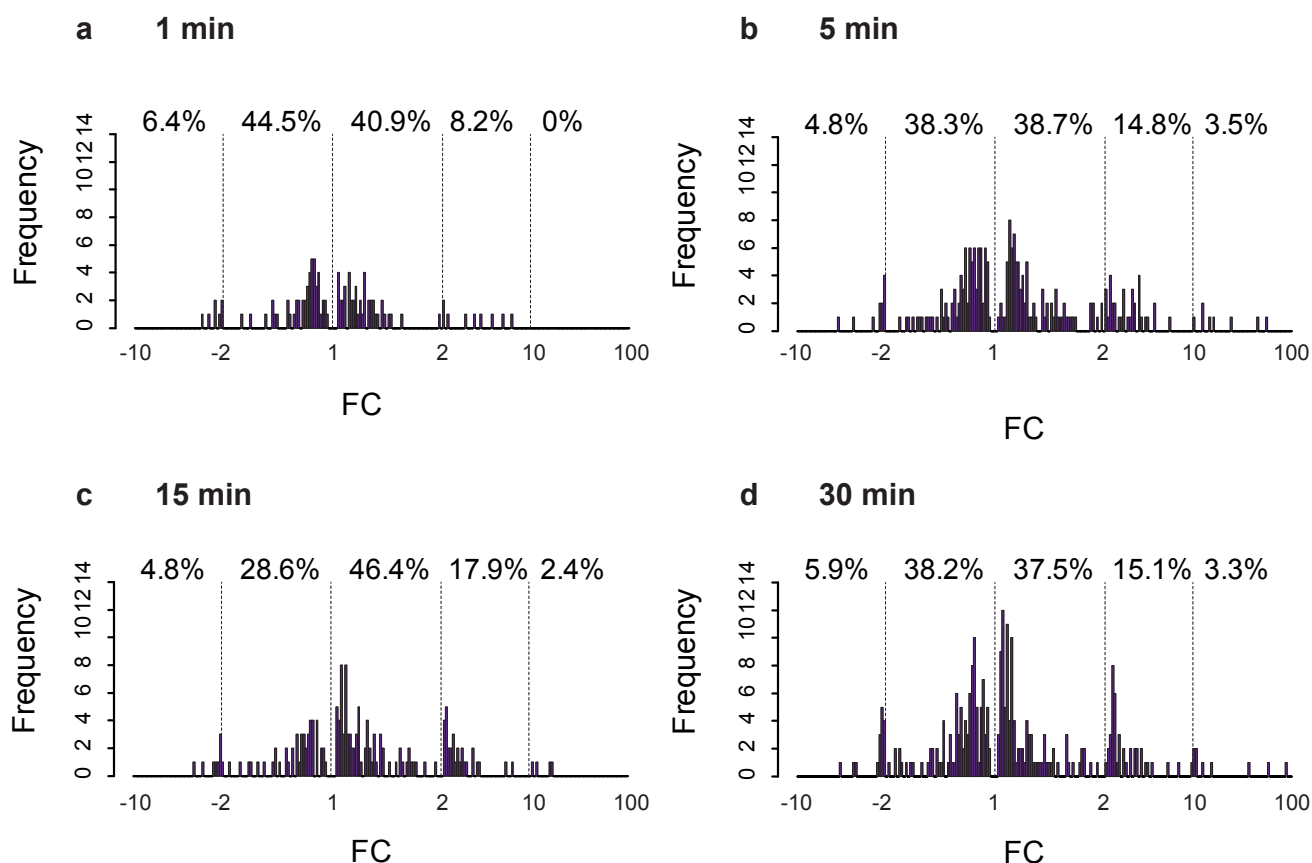 a 1 min
6.4% 44.5% 40.9% 8.2% 0%
Frequency
0 2 4 6 8 10 12 14
-10 -2 1 2 10 100
FC
b 5 min
4.8% 38.3% 38.7% 14.8% 3.5%
Frequency
0 2 4 6 8 10 12 14
-10 -2 1 2 10 100
FC
c 15 min
4.8% 28.6% 46.4% 17.9% 2.4%
Frequency
0 2 4 6 8 10 12 14
-10 -2 1 2 10 100
FC
d 30 min
5.9% 38.2% 37.5% 15.1% 3.3%
Frequency
0 2 4 6 8 10 12 14
-10 -2 1 2 10 100
FC